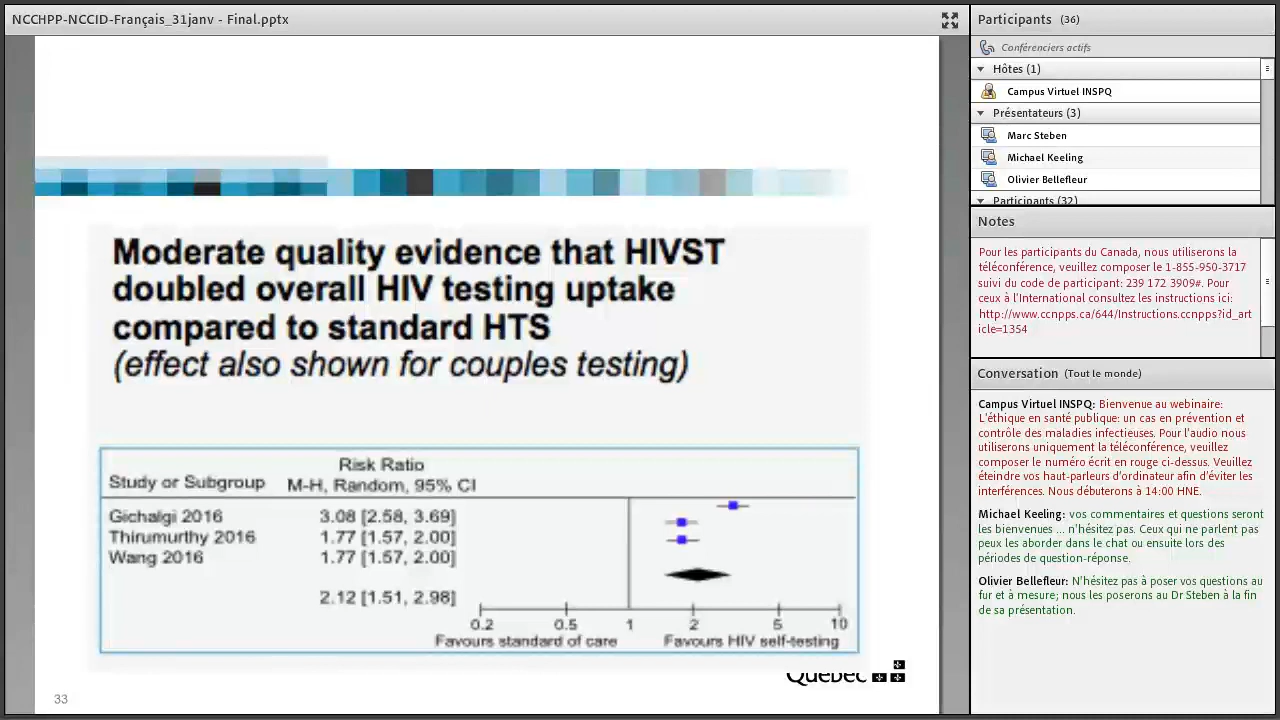 NCCHPP-NCCID-Français_31janv - Final.pptx
Moderate quality evidence that HIVST
doubled overall HIV testing uptake
compared to standard HTS
(effect also shown for couples testing)
Risk Ratio
Study or Subgroup M-H, Random, 95% CI
Gichalgi 2016 3.08 [2.58, 3.69]
Thirumurthy 2016 1.77 [1.57, 2.00]
Wang 2016 1.77 [1.57, 2.00]
2.12 [1.51, 2.98]
0.2 0.5 1 2 5 10
Favours standard of care Favours HIV self-testing
Québec
33
Participants (36)
Conférenciers actifs
Hôtes (1)
Campus Virtuel INSPQ
Présentateurs (3)
Marc Steben
Michael Keeling
Olivier Bellefleur
Participants (32)
Notes
Pour les participants du Canada, nous utiliserons la
téléconférence, veuillez composer le 1-855-950-3717
suivi du code de participant: 239 172 3909#. Pour
ceux à l'International consultez les instructions ici:
http://www.ccnpps.ca/644/Instructions.ccnpps?id_art
icle=1354
Conversation (Tout le monde)
Campus Virtuel INSPQ: Bienvenue au webinaire:
L'éthique en santé publique: un cas en prévention et
contrôle des maladies infectieuses. Pour l'audio nous
utiliserons uniquement la téléconférence, veuillez
composer le numéro écrit en rouge ci-dessus. Veuillez
éteindre vos haut-parleurs d'ordinateur afin d'éviter les
interférences. Nous débuterons à 14:00 HNE.
Michael Keeling: vos commentaires et questions seront
les bienvenues ... n'hésitez pas. Ceux qui ne parlent pas
peux les aborder dans le chat ou ensuite lors des
périodes de question-réponse.
Olivier Bellefleur: N'hésitez pas à poser vos questions au
fur et à mesure; nous les poserons au Dr Steben à la fin
de sa présentation.